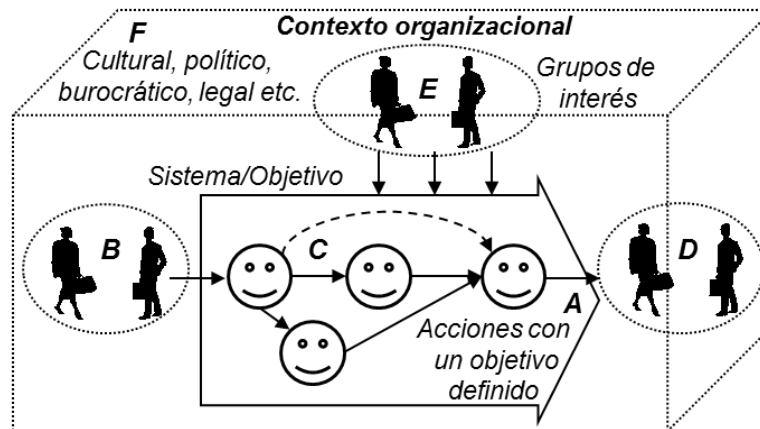 Contexto organizacional
F
Cultural, político,
burocrático, legal etc.
E
Grupos de
interés
Sistema/Objetivo
B
C
D
A
Acciones con
un objetivo
definido